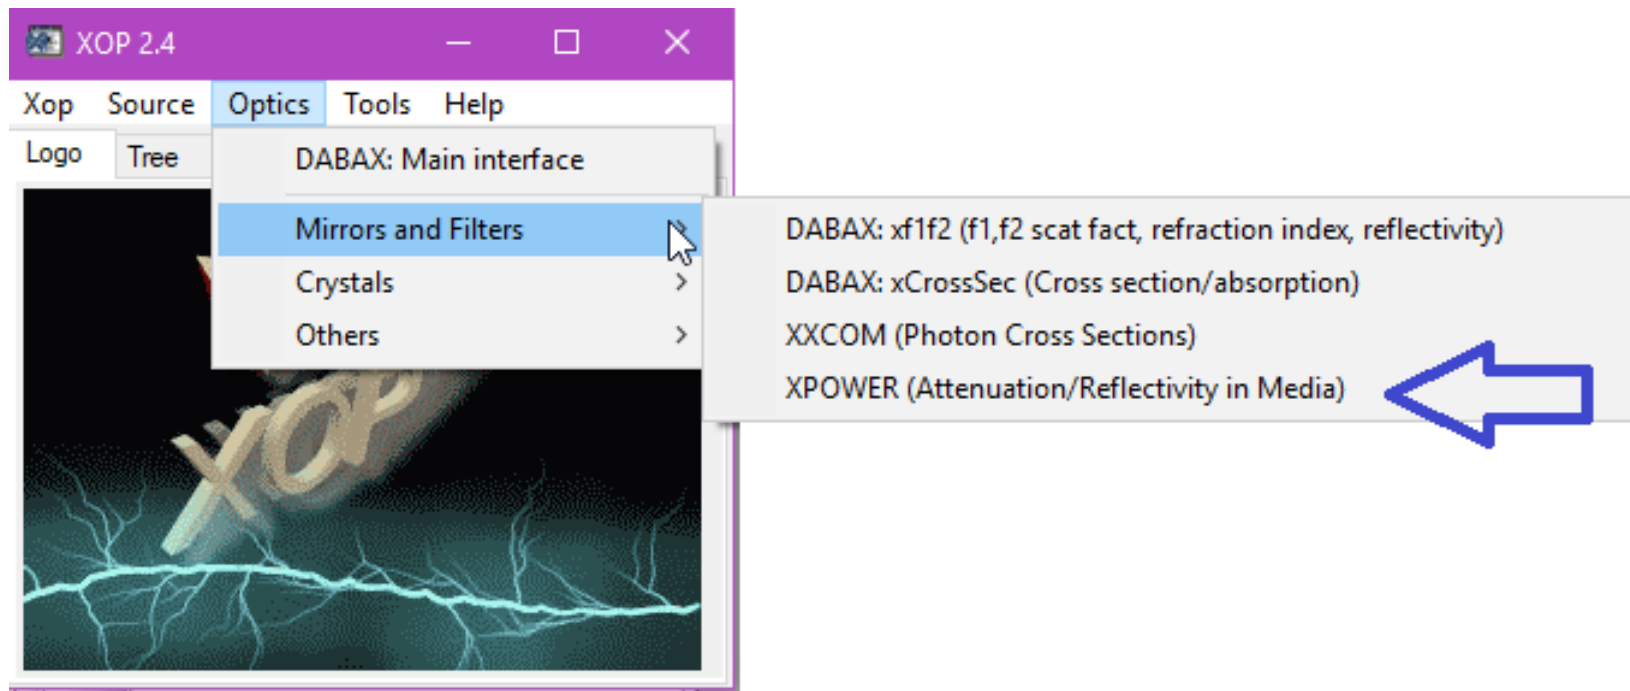 XOP 2.4
Xop Source Optics Tools Help
Logo Tree
DABAX: Main interface
Mirrors and Filters
Crystals
Others
DABAX: xf1f2 (f1,f2 scat fact, refraction index, reflectivity)
DABAX: xCrossSec (Cross section/absorption)
XXCOM (Photon Cross Sections)
XPOWER (Attenuation/Reflectivity in Media)
XOP